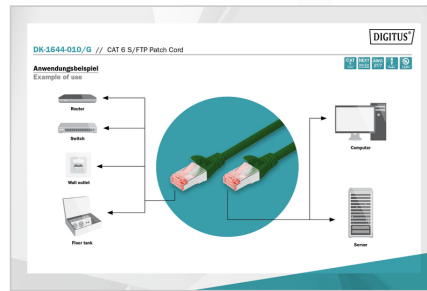 DIGITUS®
DK-1644-010/G // CAT 6 S/FTP Patch Cord
Anwendungsbeispiel
Example of use
Router
Switch
Wall outlet
Floor tank
Computer
Server